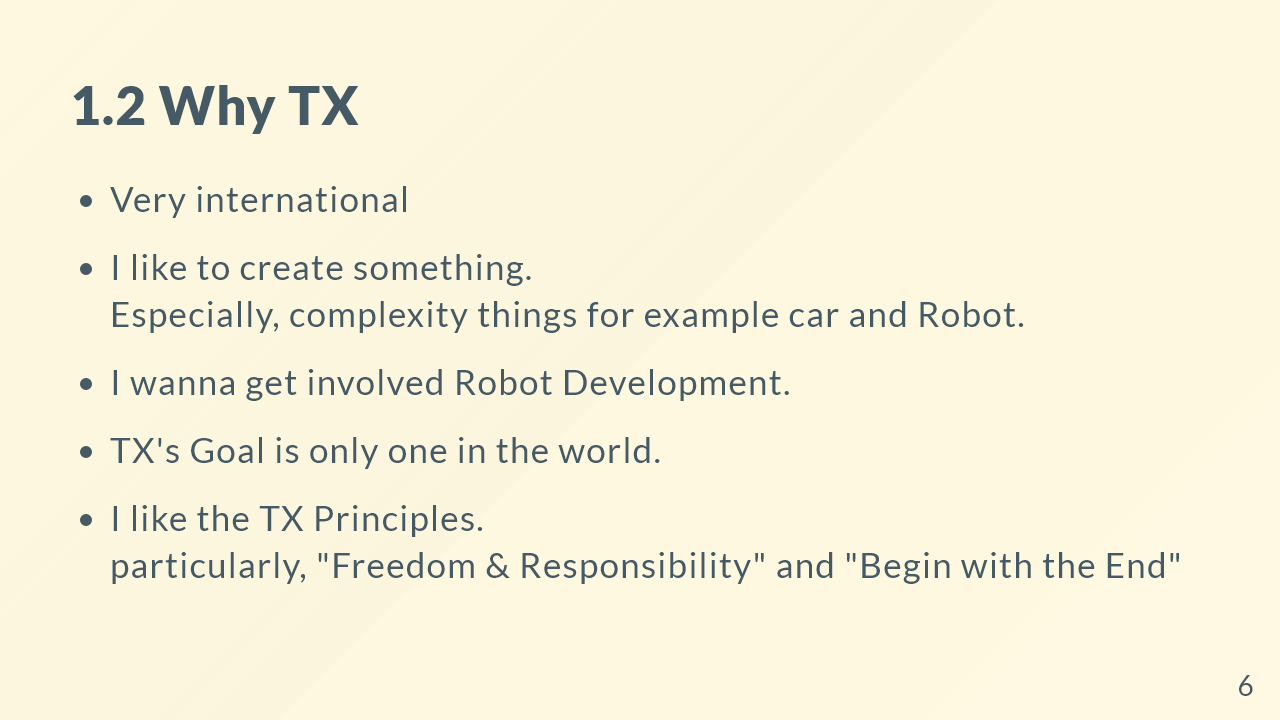 1.2 Why TX
• Very international
• I like to create something.
Especially, complexity things for example car and Robot.
• I wanna get involved Robot Development.
• TX's Goal is only one in the world.
• I like the TX Principles.
particularly, "Freedom & Responsibility" and "Begin with the End"
6